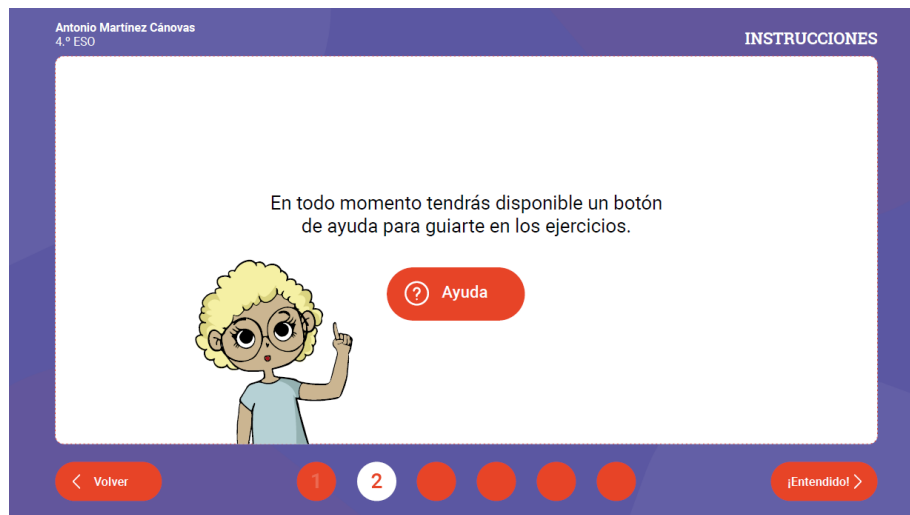 Antonio Martínez Cánovas
4.º ESO
INSTRUCCIONES
En todo momento tendrás disponible un botón
de ayuda para guiarte en los ejercicios.
? Ayuda
Volver
1
2
¡Entendido!